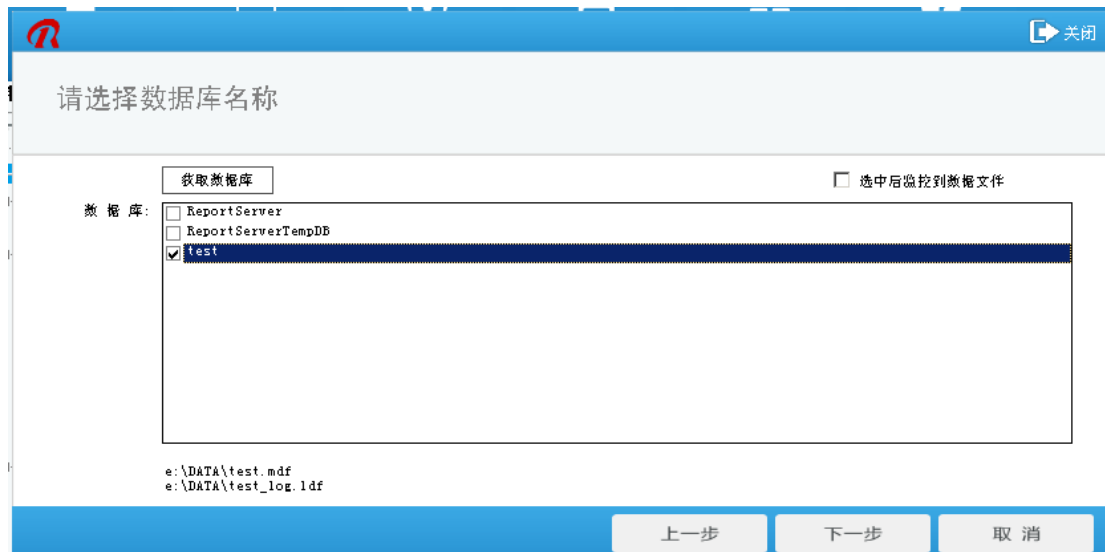 关闭
请选择数据库名称
获取数据库
选中后监控到数据文件
数 据 库:
ReportServer
ReportServerTempDB
test
e:\DATA\test.mdf
e:\DATA\test_log.ldf
上一步
下一步
取 消